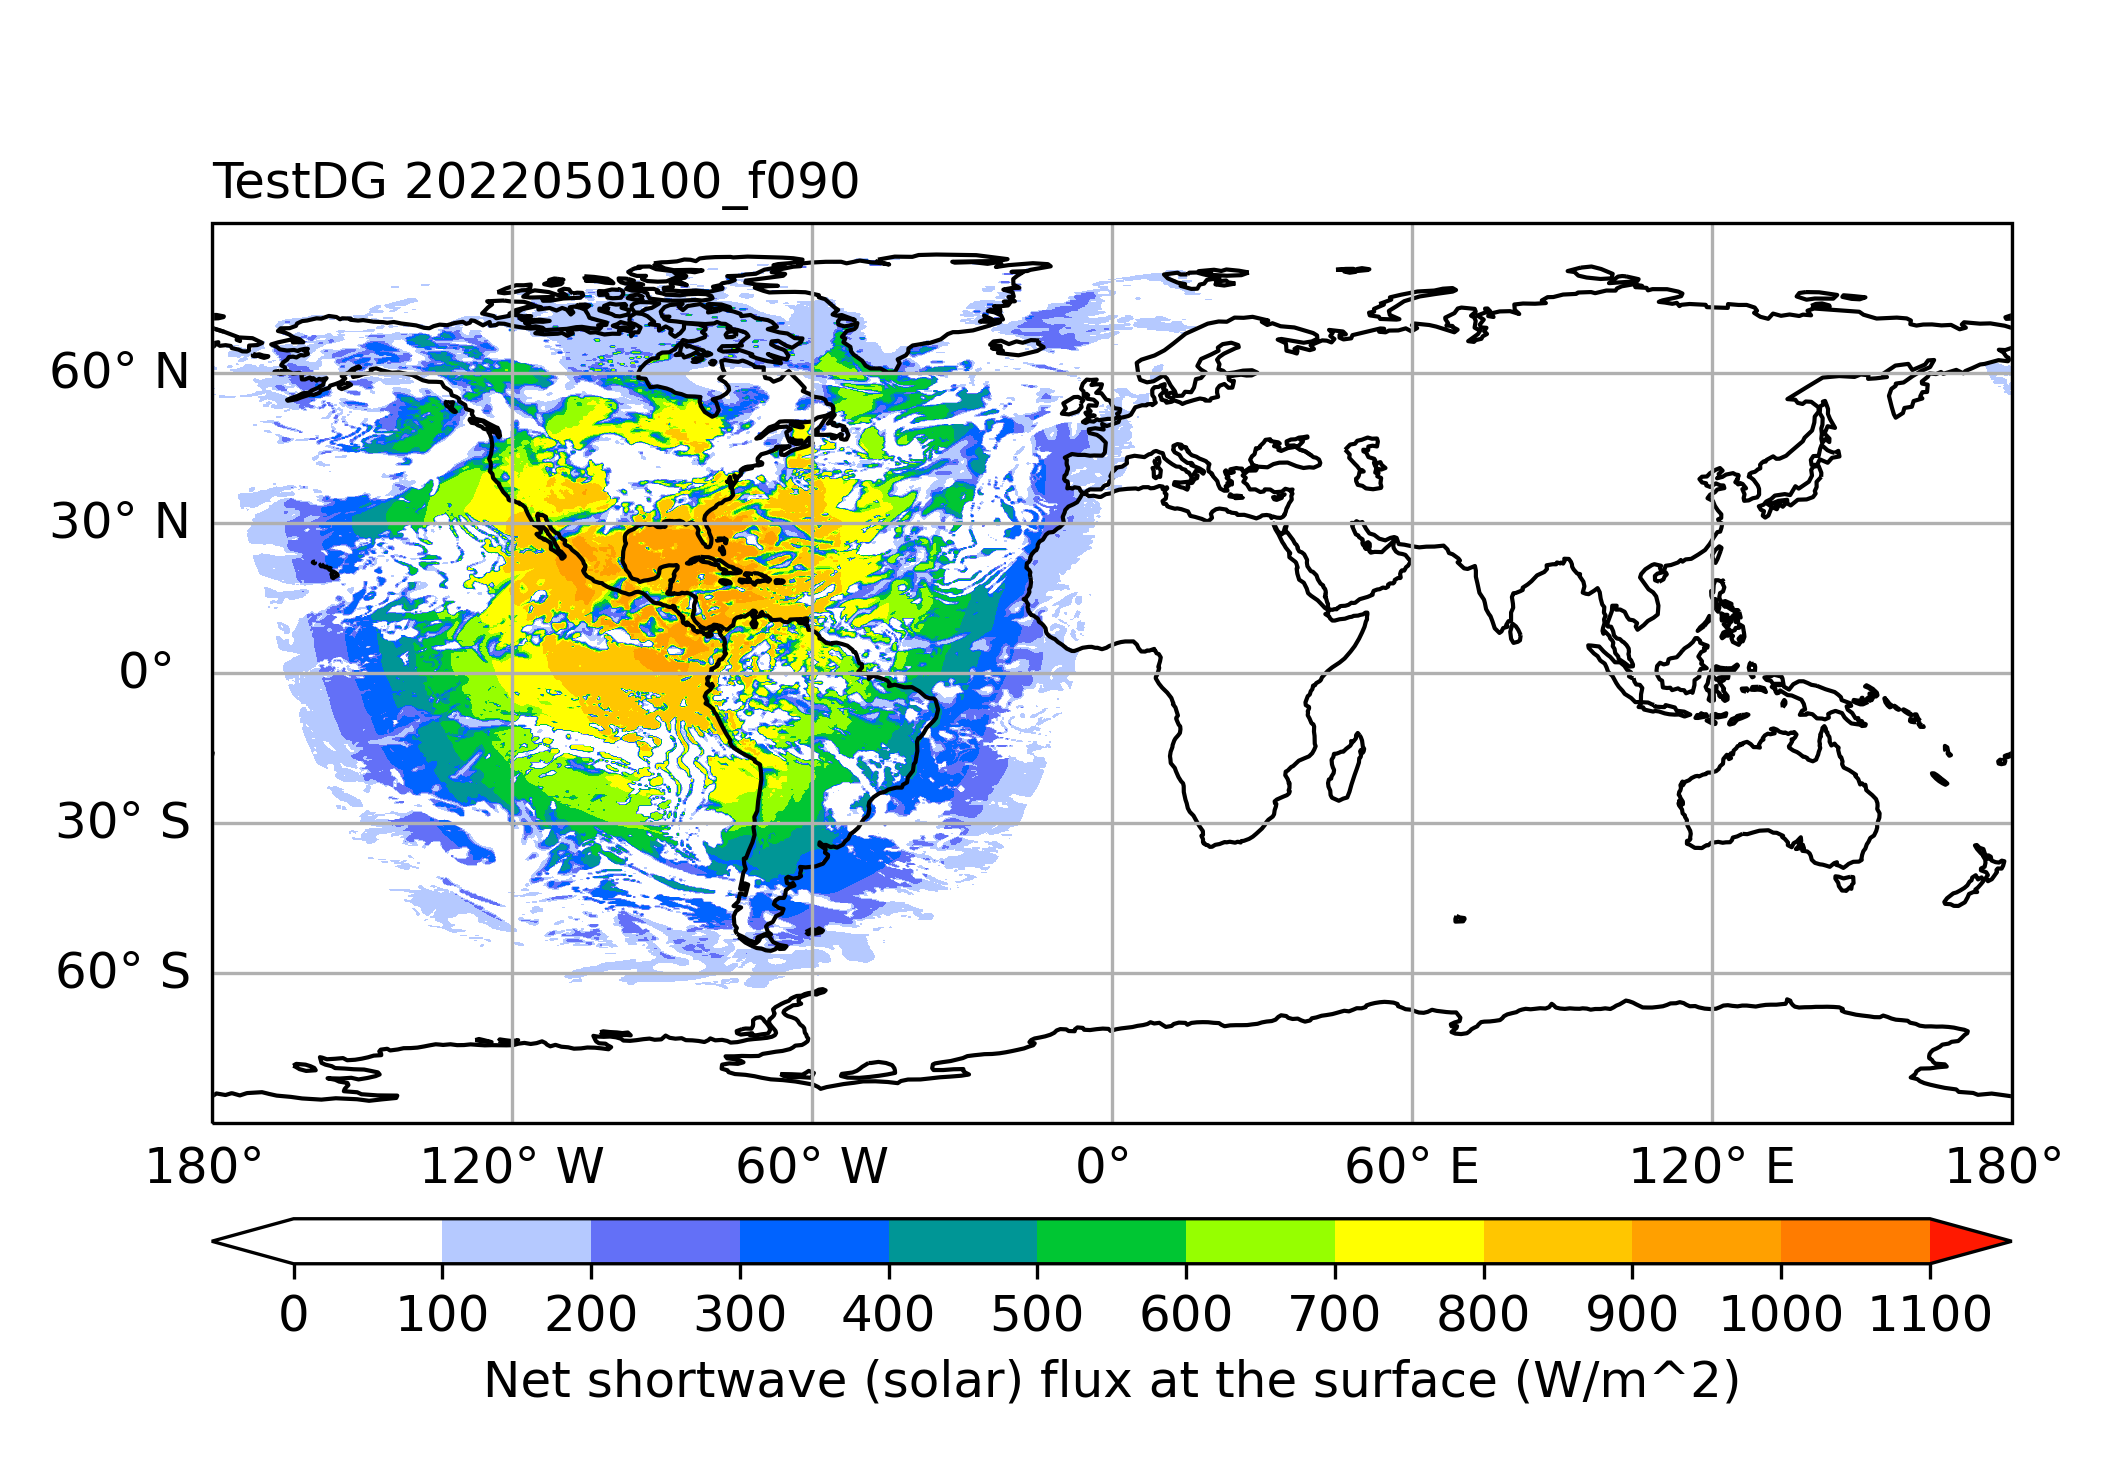 TestDG 2022050100_f090
60° N
30° N
0°
30° S
60° S
180° 120° W 60° W 0° 60° E 120° E 180°
0 100 200 300 400 500 600 700 800 900 1000 1100
Net shortwave (solar) flux at the surface (W/m^2)